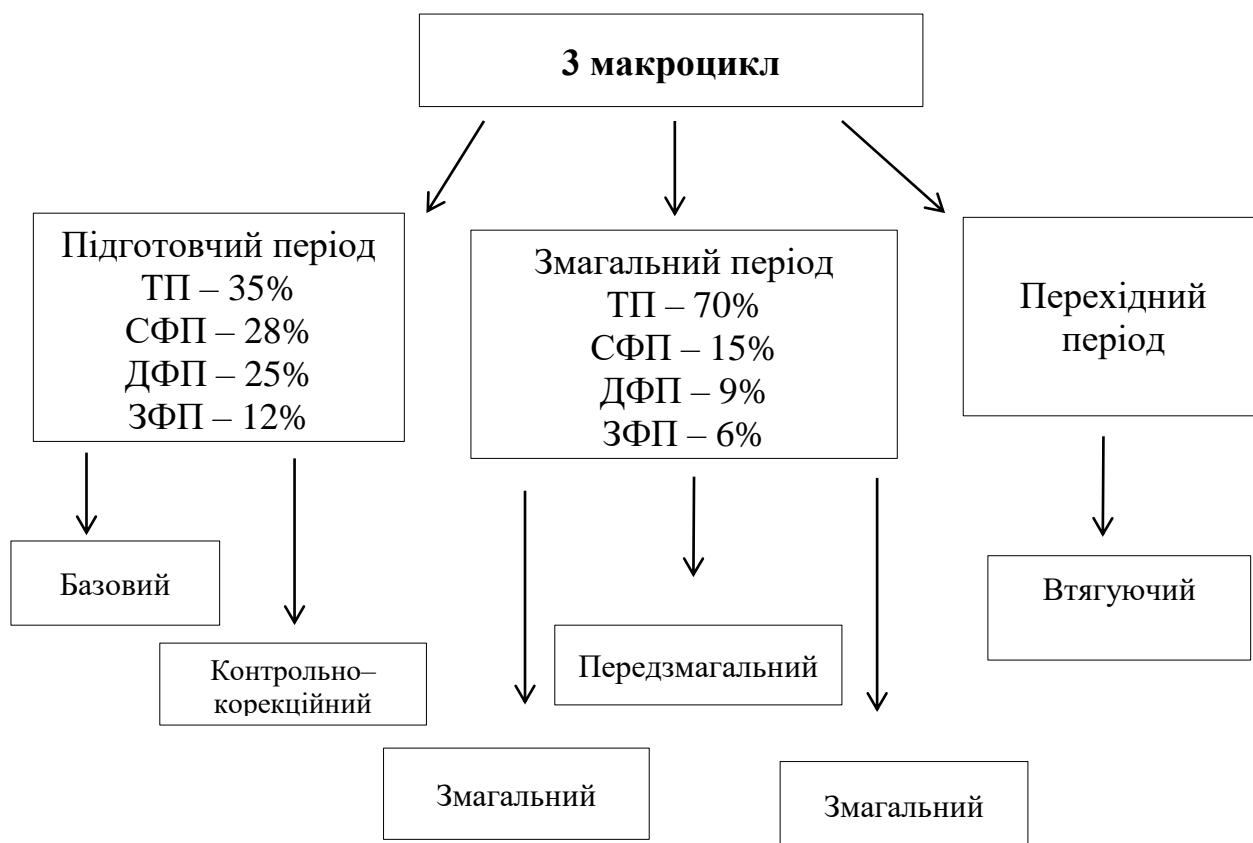 3 макроцикл
Підготовчий період
ТП – 35%
СФП – 28%
ДФП – 25%
ЗФП – 12%
Змагальний період
ТП – 70%
СФП – 15%
ДФП – 9%
ЗФП – 6%
Перехідний
період
Базовий
Контрольно–
корекційний
Передзмагальний
Втягуючий
Змагальний
Змагальний